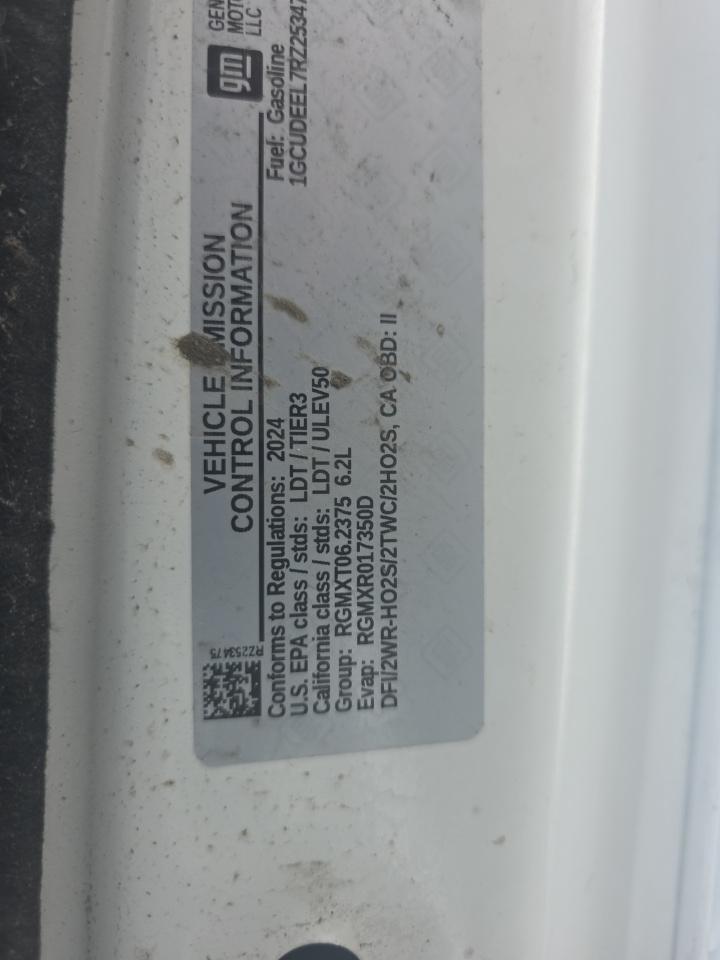 RZ253475
VEHICLE EMISSION
CONTROL INFORMATION
gm
GEN
MOTO
LLC
Conforms to Regulations: 2024
Fuel: Gasoline
U.S. EPA class / stds: LDT / TIER3
1GCUDEEL7RZ25347
California class / stds: LDT / ULEV50
Group: RGMXT06.2375 6.2L
Evap: RGMXR017350D
DFI/2WR-HO2S/2TWC/2HO2S, CA OBD: II